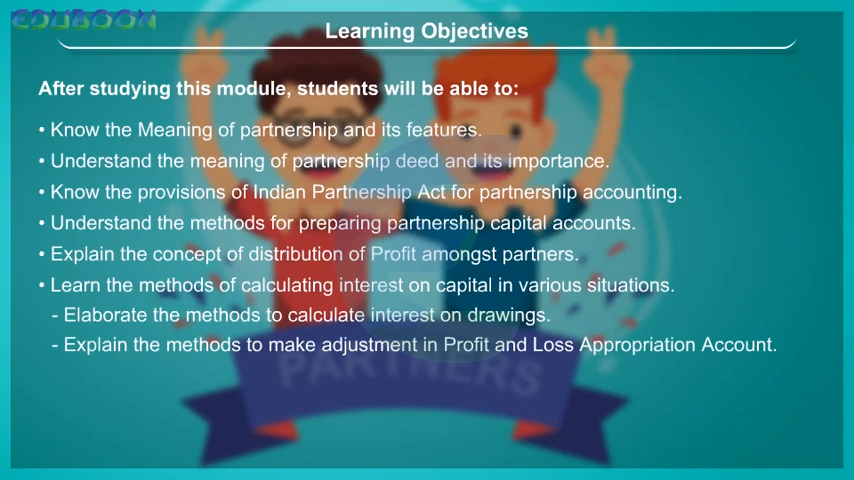 EDUBOON
Learning Objectives
After studying this module, students will be able to:
• Know the Meaning of partnership and its features.
• Understand the meaning of partnership deed and its importance.
• Know the provisions of Indian Partnership Act for partnership accounting.
• Understand the methods for preparing partnership capital accounts.
• Explain the concept of distribution of Profit amongst partners.
• Learn the methods of calculating interest on capital in various situations.
- Elaborate the methods to calculate interest on drawings.
- Explain the methods to make adjustment in Profit and Loss Appropriation Account.
PARTNERS